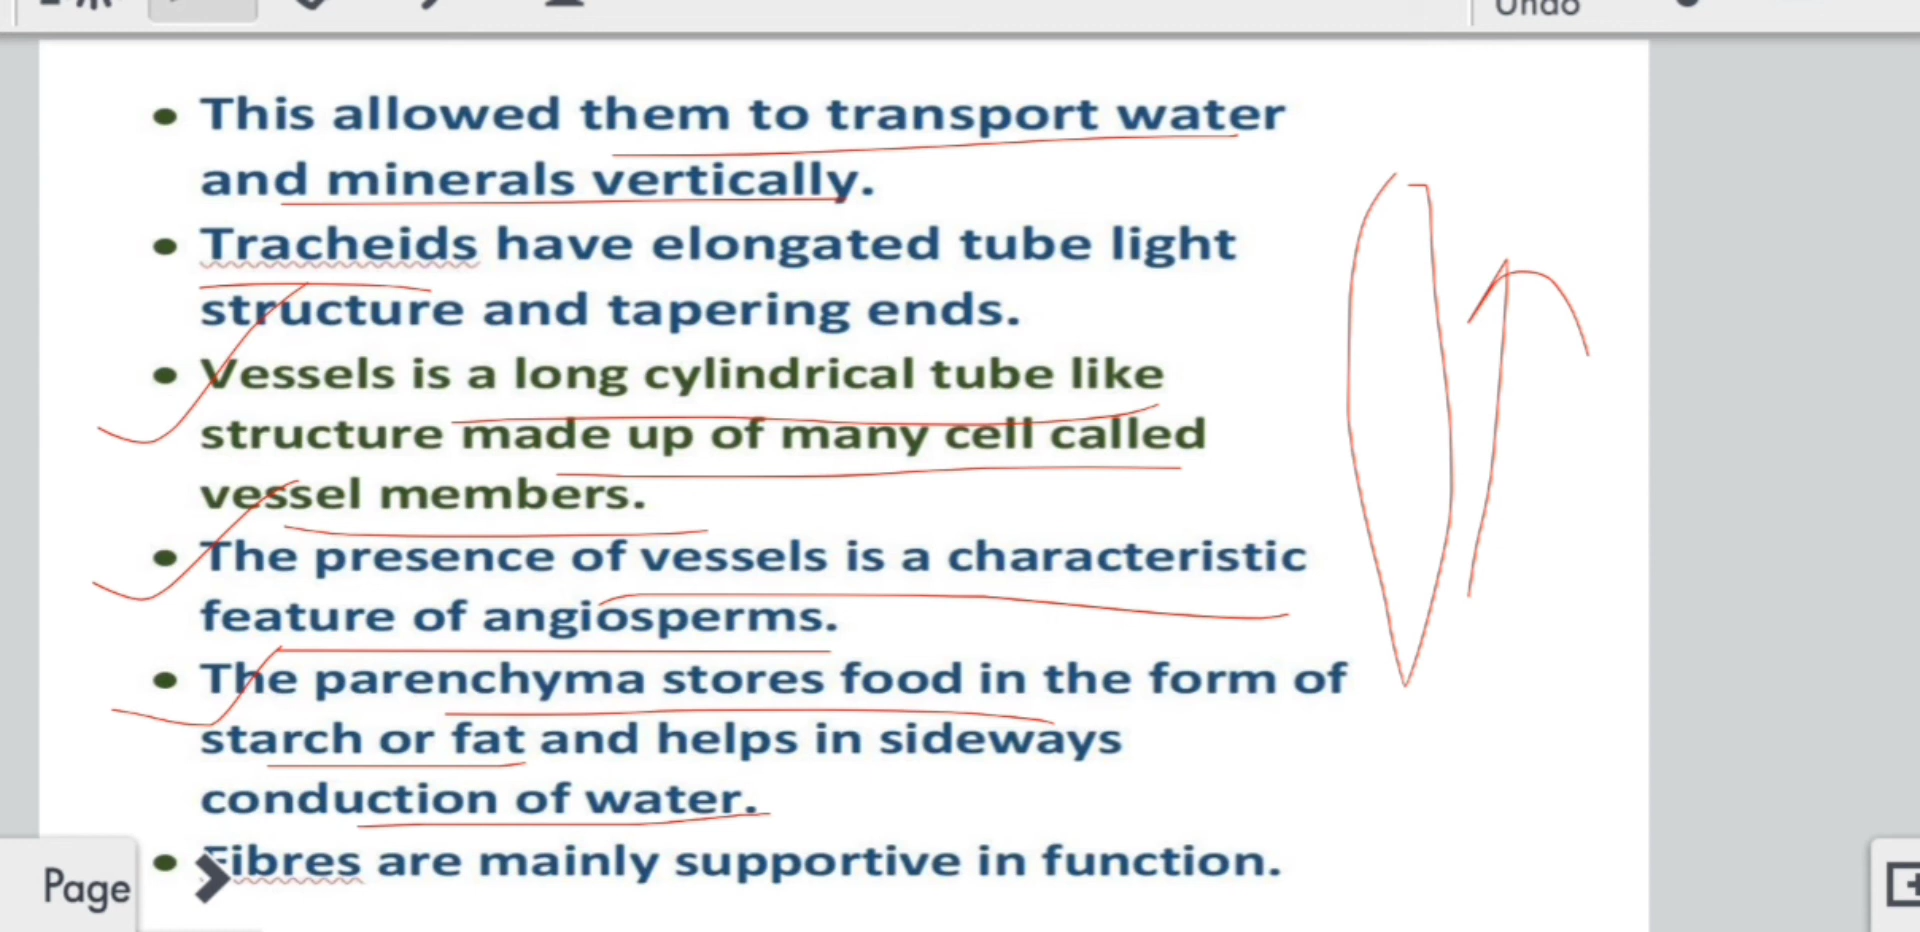 Undo
• This allowed them to transport water
and minerals vertically.
• Tracheids have elongated tube light
structure and tapering ends.
• Vessels is a long cylindrical tube like
structure made up of many cell called
vessel members.
• The presence of vessels is a characteristic
feature of angiosperms.
• The parenchyma stores food in the form of
starch or fat and helps in sideways
conduction of water.
• Fibres are mainly supportive in function.
Page